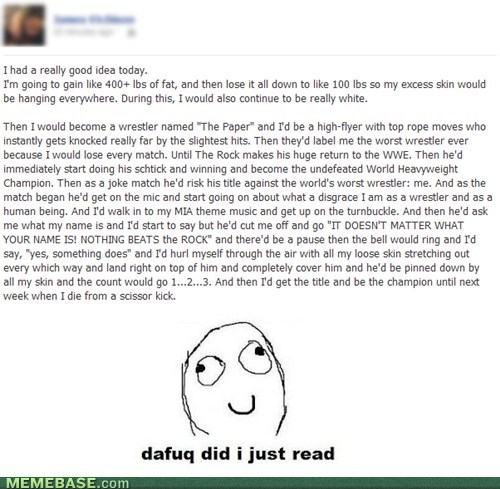 I had a really good idea today.
I'm going to gain like 400+ lbs of fat, and then lose it all down to like 100 lbs so my excess skin would
be hanging everywhere. During this, I would also continue to be really white.
Then I would become a wrestler named "The Paper" and I'd be a high-flyer with top rope moves who
instantly gets knocked really far by the slightest hits. Then they'd label me the worst wrestler ever
because I would lose every match. Until The Rock makes his huge return to the WWE. Then he'd
immediately start doing his schtick and winning and become the undefeated World Heavyweight
Champion. Then as a joke match he'd risk his title against the world's worst wrestler: me. And as the
match began he'd get on the mic and start going on about what a disgrace I am as a wrestler and as a
human being. And I'd walk in to my MIA theme music and get up on the turnbuckle. And then he'd ask
me what my name is and I'd start to say but he'd cut me off and go "IT DOESN'T MATTER WHAT
YOUR NAME IS! NOTHING BEATS the ROCK" and there'd be a pause then the bell would ring and I'd
say, "yes, something does" and I'd hurl myself through the air with all my loose skin stretching out
every which way and land right on top of him and completely cover him and he'd be pinned down by
all my skin and the count would go 1...2...3. And then I'd get the title and be the champion until next
week when I die from a scissor kick.
dafuq did i just read
MEMEBASE.com